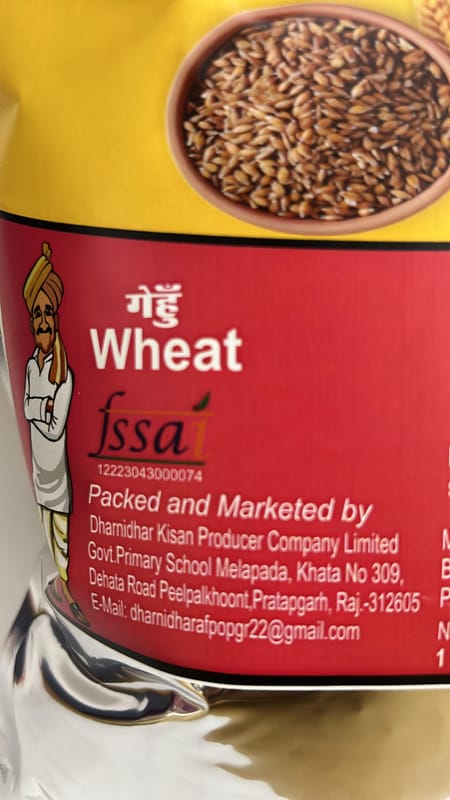 गेहुँ
Wheat
fssai
12223043000074
Packed and Marketed by
Dharnidhar Kisan Producer Company Limited
Govt.Primary School Melapada, Khata No 309,
Dehata Road Peelpalkhoont,Pratapgarh, Raj.-312605
E-Mail: dharnidharafpopgr22@gmail.com